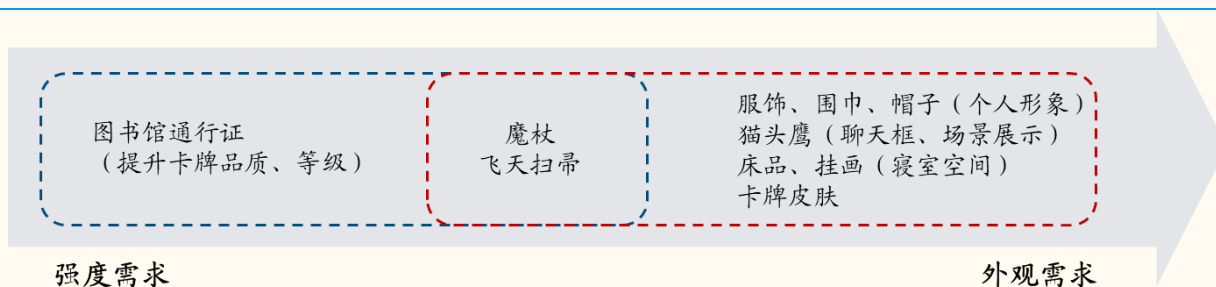 图书馆通行证
（提升卡牌品质、等级）
魔杖
飞天扫帚
服饰、围巾、帽子（个人形象）
猫头鹰（聊天框、场景展示）
床品、挂画（寝室空间）
卡牌皮肤
强度需求
外观需求